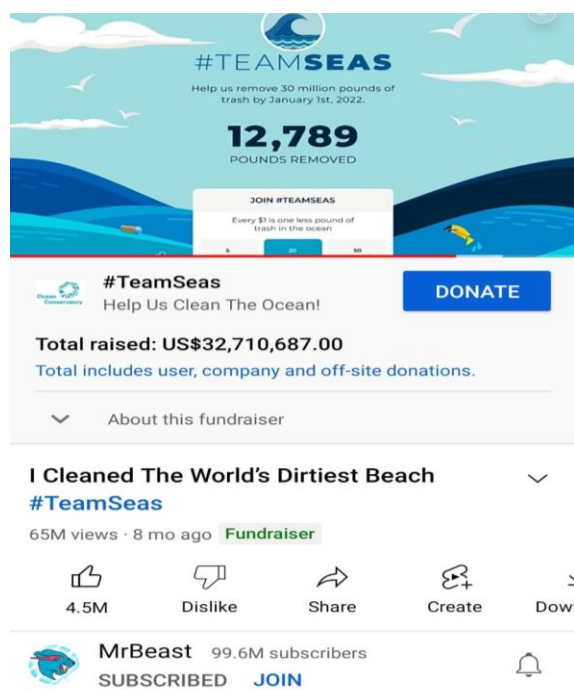 #TEAMSEAS
Help us remove 30 million pounds of
trash by January 1st, 2022.
12,789
POUNDS REMOVED
JOIN #TEAMSEAS
Every $1 is one less pound of
trash in the ocean
5 20 50
Ocean
Conservancy
#TeamSeas
Help Us Clean The Ocean!
DONATE
Total raised: US$32,710,687.00
Total includes user, company and off-site donations.
About this fundraiser
I Cleaned The World's Dirtiest Beach
#TeamSeas
65M views · 8 mo ago Fundraiser
4.5M Dislike Share Create Dow
MrBeast 99.6M subscribers
SUBSCRIBED JOIN